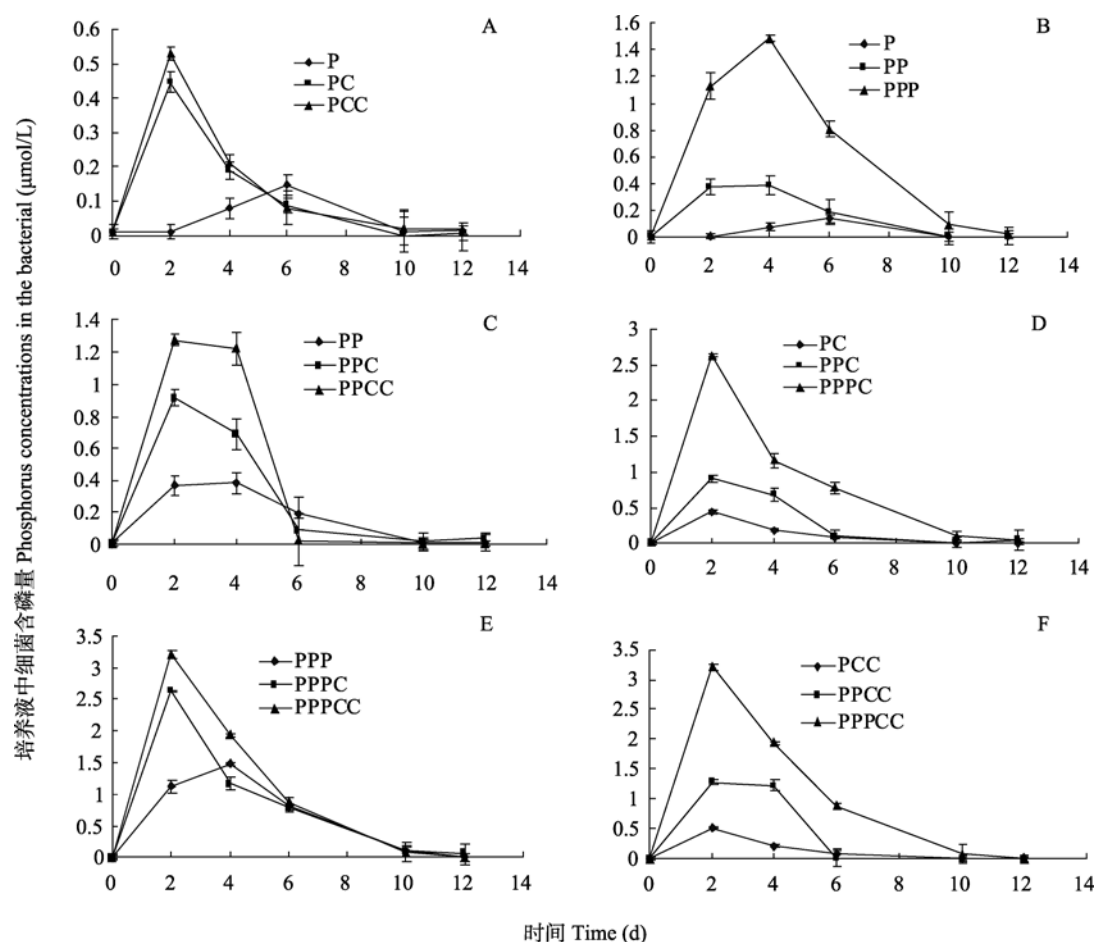 培养液中细菌含磷量 Phosphorus concentrations in the bacterial (μmol/L)
A
P
PC
PCC
0.6
0.5
0.4
0.3
0.2
0.1
0
0 2 4 6 8 10 12 14
B
P
PP
PPP
1.6
1.4
1.2
1
0.8
0.6
0.4
0.2
0
0 2 4 6 8 10 12 14
C
PP
PPC
PPCC
1.4
1.2
1
0.8
0.6
0.4
0.2
0
0 2 4 6 8 10 12 14
D
PC
PPC
PPPC
3
2.5
2
1.5
1
0.5
0
0 2 4 6 8 10 12 14
E
PPP
PPPC
PPPCC
3.5
3
2.5
2
1.5
1
0.5
0
0 2 4 6 8 10 12 14
F
PCC
PPCC
PPPCC
3.5
3
2.5
2
1.5
1
0.5
0
0 2 4 6 8 10 12 14
时间 Time (d)